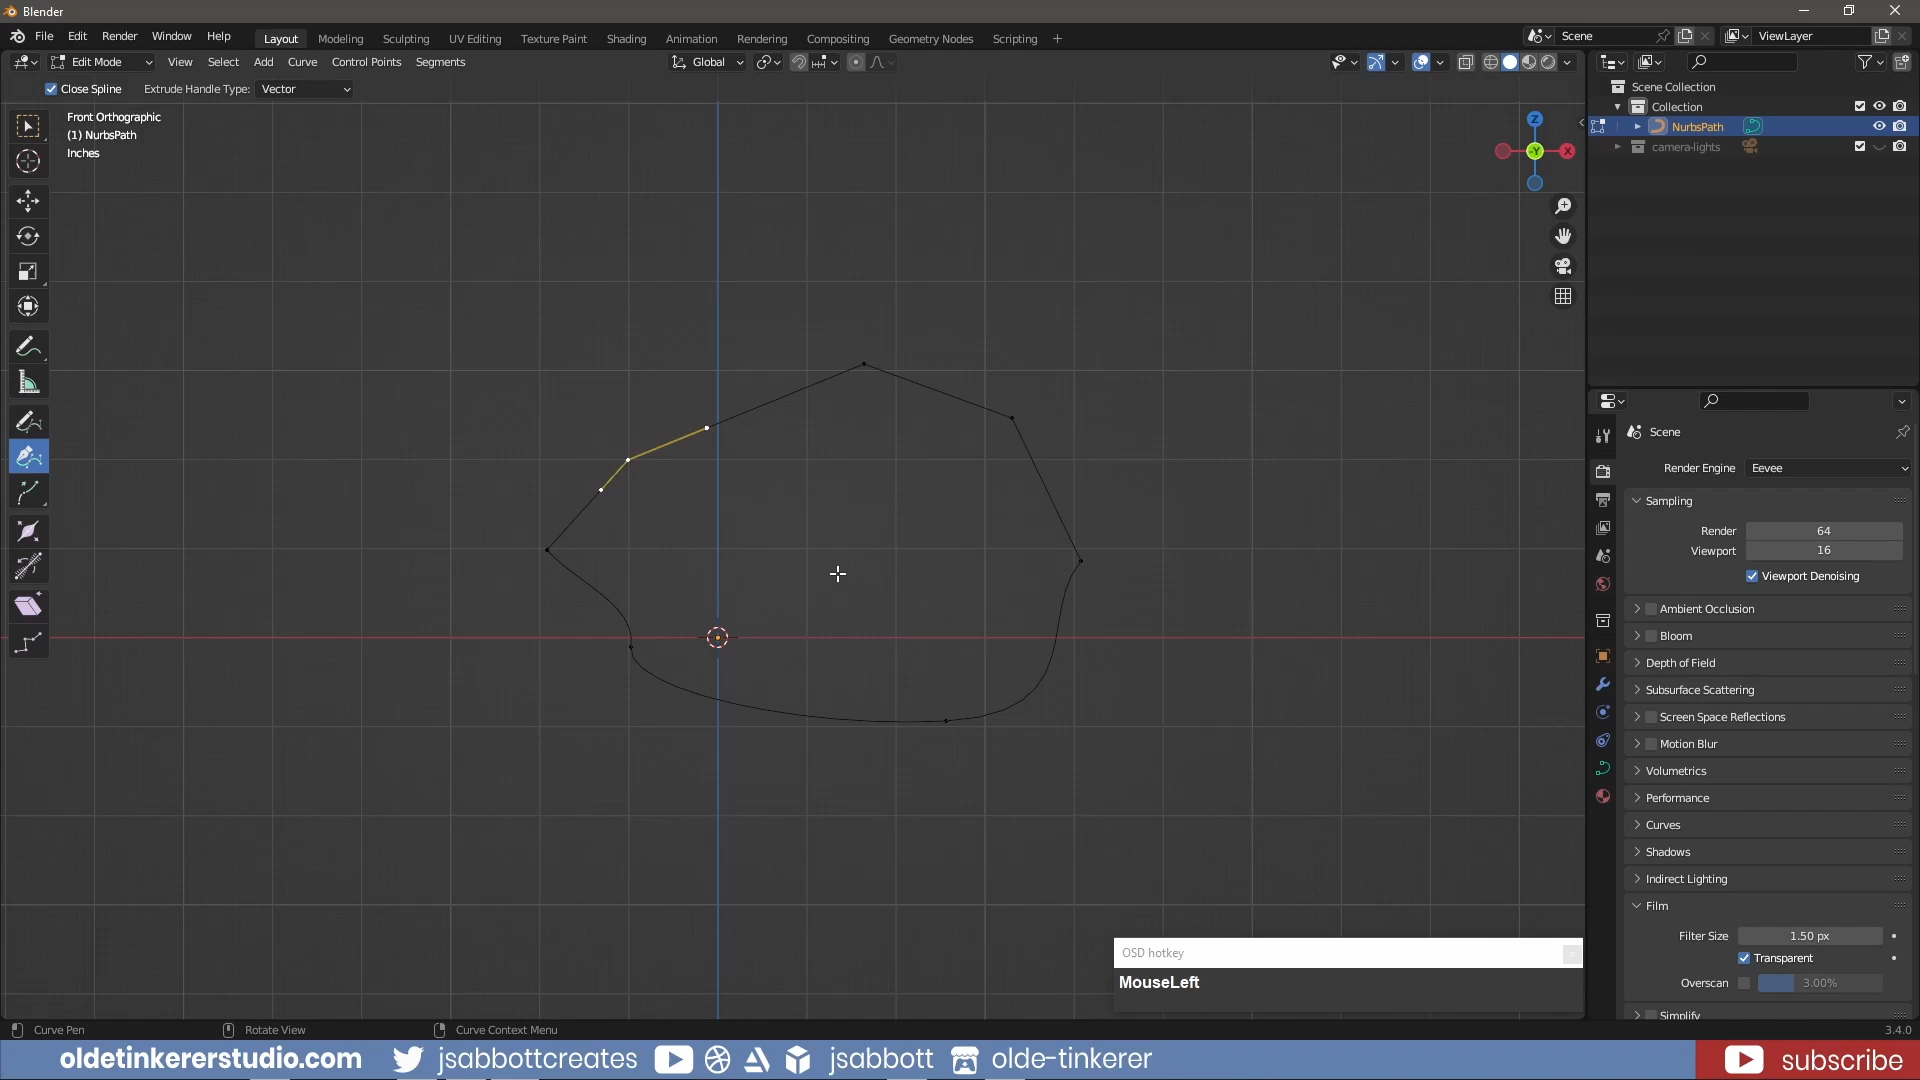 Blender
File Edit Render Window Help
Layout Modeling Sculpting UV Editing Texture Paint Shading Animation Rendering Compositing Geometry Nodes Scripting +
Scene ViewLayer
Edit Mode View Select Add Curve Control Points Segments
Global
Close Spline Extrude Handle Type: Vector
Front Orthographic
(1) NurbsPath
Inches
Z
-Y X
Scene Collection
Collection
NurbsPath
camera-lights
Scene
Render Engine Eevee
Sampling
Render 64
Viewport 16
Viewport Denoising
Ambient Occlusion
Bloom
Depth of Field
Subsurface Scattering
Screen Space Reflections
Motion Blur
Volumetrics
Performance
Curves
Shadows
Indirect Lighting
Film
Filter Size 1.50 px
Transparent
Overscan 3.00%
Simplify
OSD hotkey
MouseLeft
Curve Pen Rotate View Curve Context Menu 3.4.0
oldetinkererstudio.com jsabbottcreates jsabbott olde-tinkerer subscribe